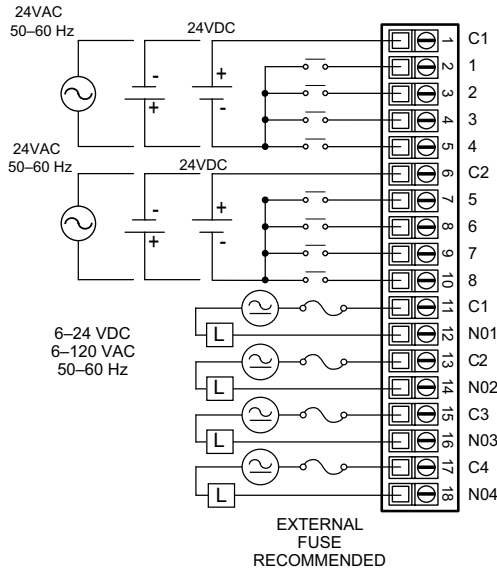 24VAC
50–60 Hz
24VDC
- +
+ -
24VAC
50–60 Hz
24VDC
- +
+ -
6–24 VDC
6–120 VAC
50–60 Hz
L
L
L
L
1 C1
2 1
3 2
4 3
5 4
6 C2
7 5
8 6
9 7
10 8
11 C1
12 N01
13 C2
14 N02
15 C3
16 N03
17 C4
18 N04
EXTERNAL
FUSE
RECOMMENDED